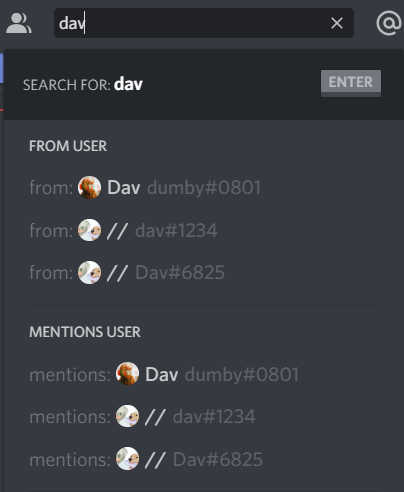 dav
SEARCH FOR: dav ENTER
FROM USER
from: Dav dumby#0801
from: // dav#1234
from: // Dav#6825
MENTIONS USER
mentions: Dav dumby#0801
mentions: // dav#1234
mentions: // Dav#6825